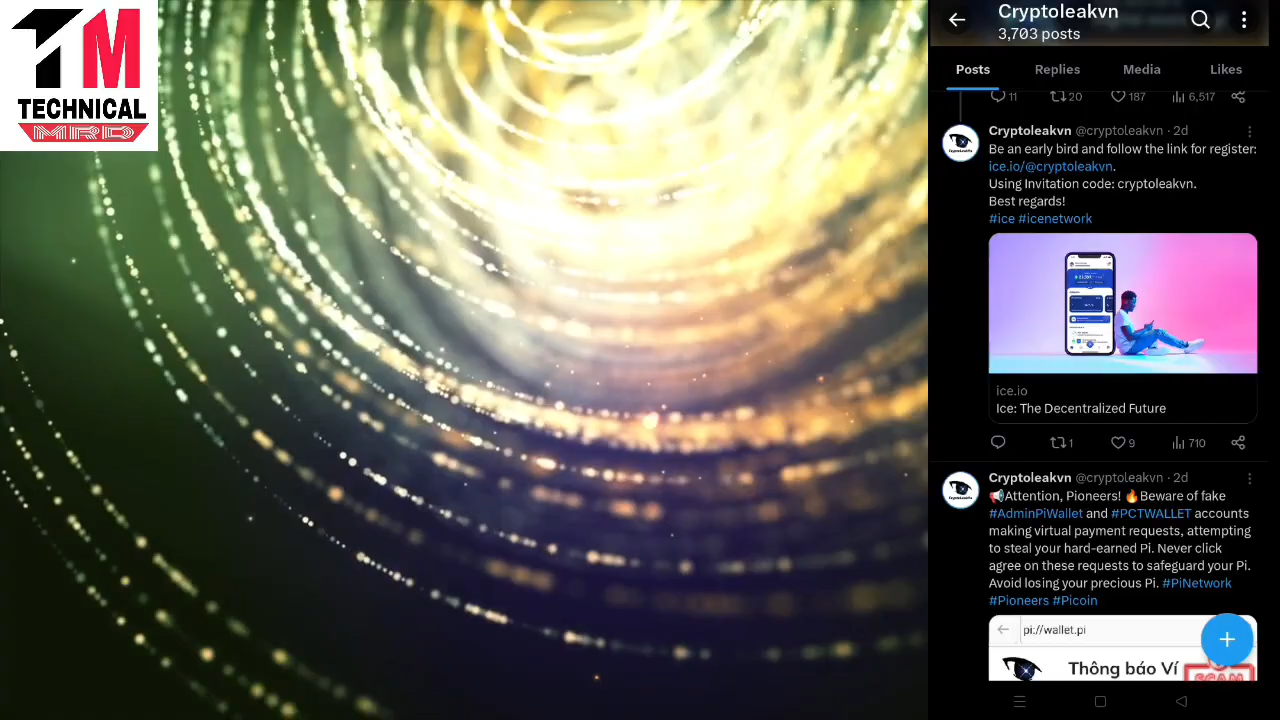 TM
TECHNICAL
MRD
Cryptoleakvn
3,703 posts
Posts Replies Media Likes
11 20 187 6,517
Cryptoleakvn @cryptoleakvn · 2d
Be an early bird and follow the link for register:
ice.io/@cryptoleakvn.
Using Invitation code: cryptoleakvn.
Best regards!
#ice #icenetwork
ice.io
Ice: The Decentralized Future
1 9 710
Cryptoleakvn @cryptoleakvn · 2d
📢Attention, Pioneers! 🔥Beware of fake
#AdminPiWallet and #PCTWALLET accounts
making virtual payment requests, attempting
to steal your hard-earned Pi. Never click
agree on these requests to safeguard your Pi.
Avoid losing your precious Pi. #PiNetwork
#Pioneers #Picoin
pi://wallet.pi
Thông báo Ví
SCAM